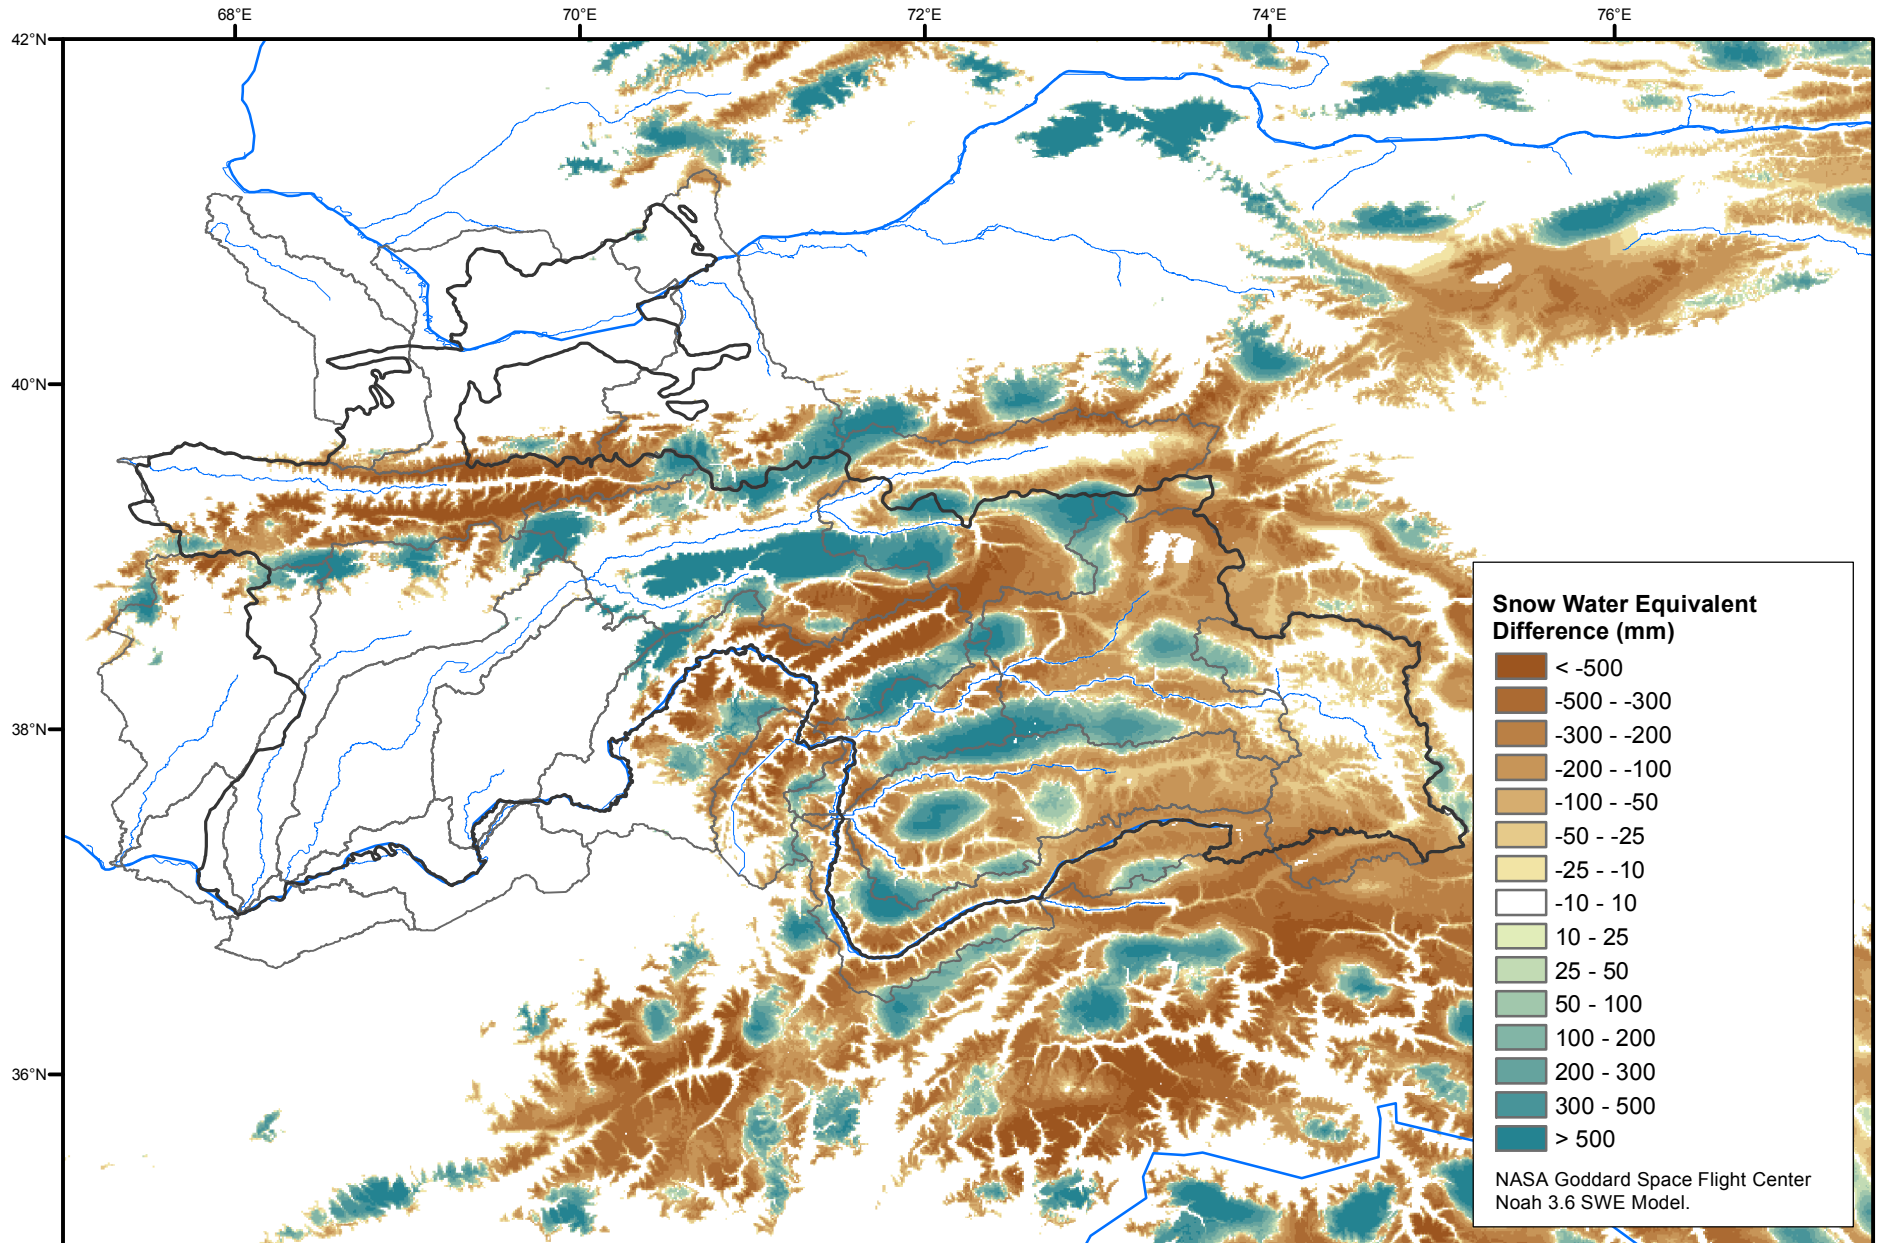 68°E
70°E
72°E
74°E
76°E
42°N
40°N
38°N
36°N
Snow Water Equivalent
Difference (mm)
< -500
-500 - -300
-300 - -200
-200 - -100
-100 - -50
-50 - -25
-25 - -10
-10 - 10
10 - 25
25 - 50
50 - 100
100 - 200
200 - 300
300 - 500
> 500
NASA Goddard Space Flight Center
Noah 3.6 SWE Model.